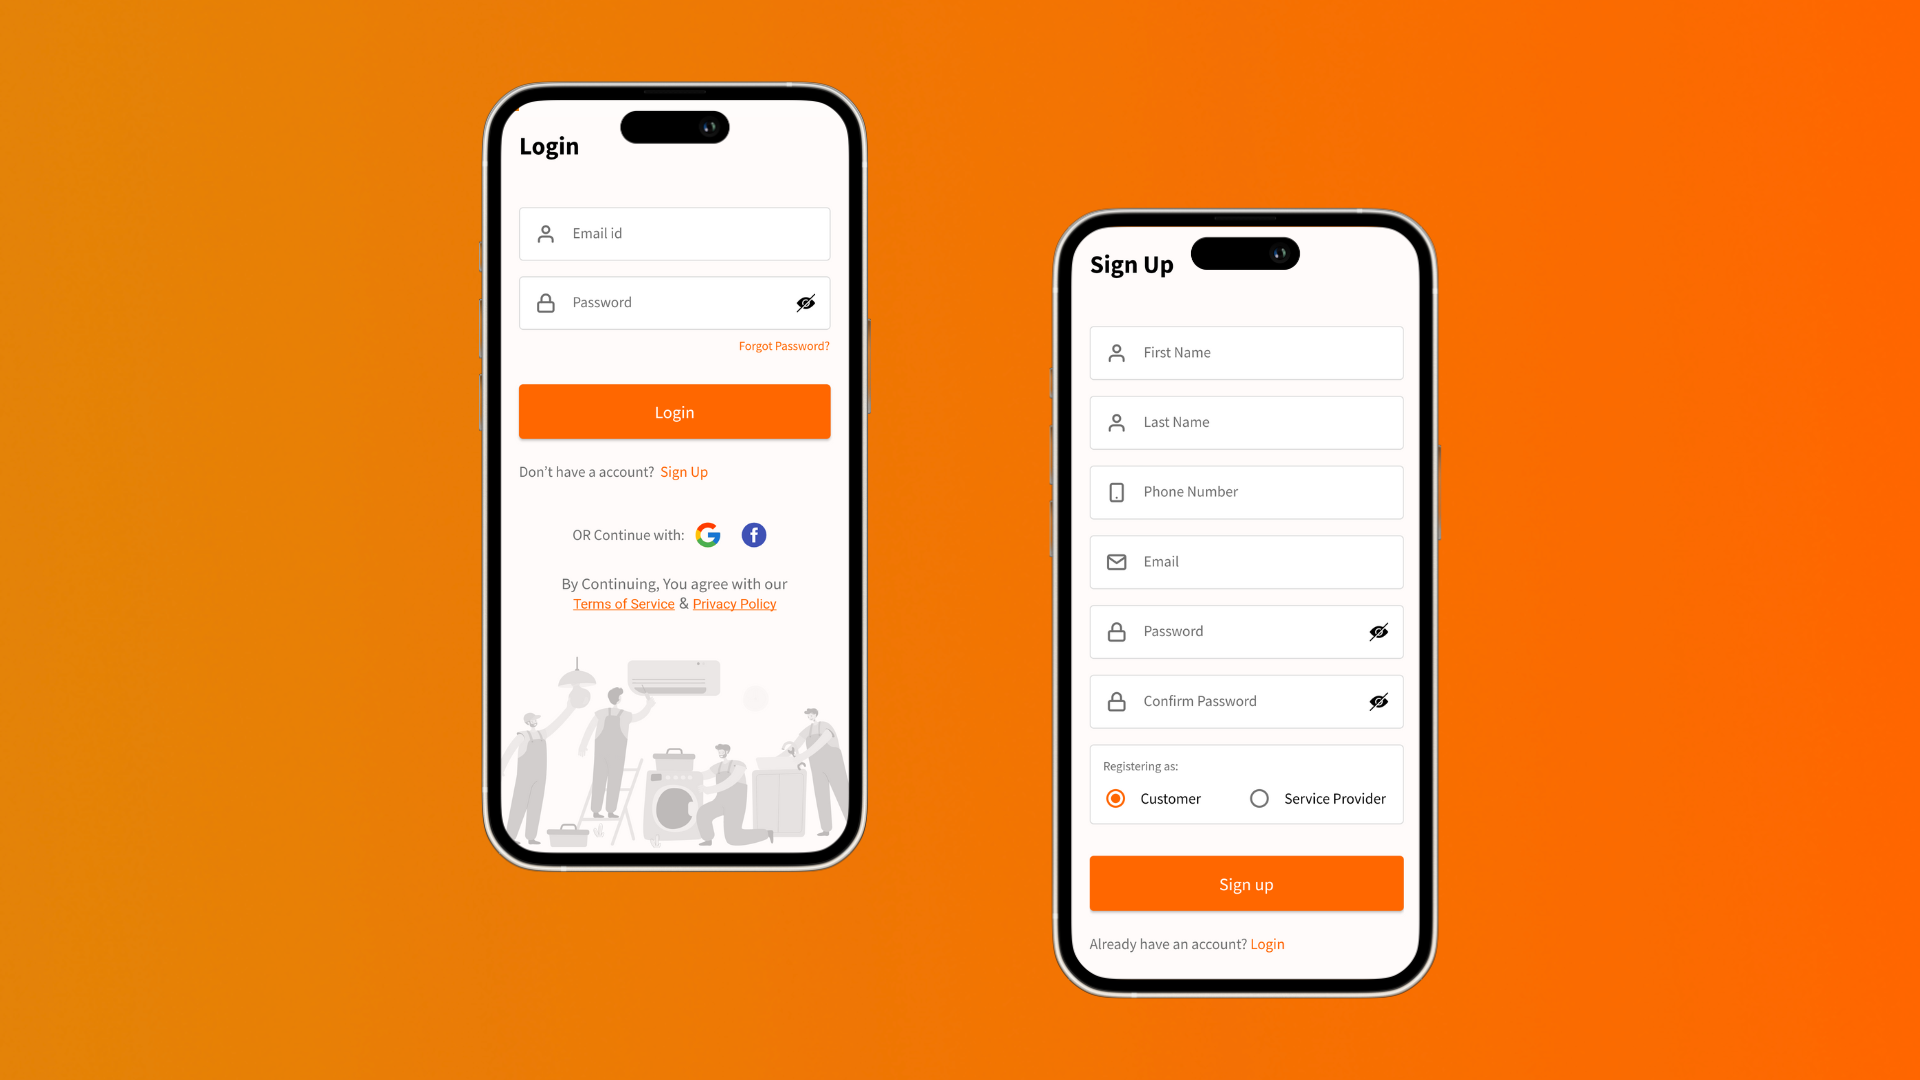 Login
Email id
Password
Forgot Password?
Login
Don't have a account? Sign Up
OR Continue with:
By Continuing, You agree with our
Terms of Service & Privacy Policy
Sign Up
First Name
Last Name
Phone Number
Email
Password
Confirm Password
Registering as:
Customer Service Provider
Sign up
Already have an account? Login